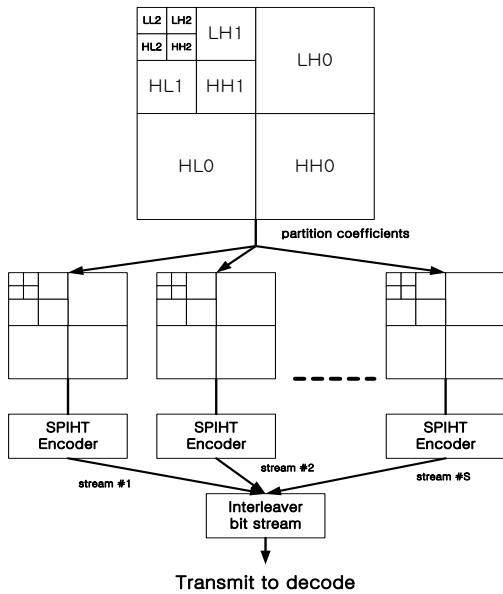 LL2 LH2
HL2 HH2
LH1
HL1 HH1
LH0
HL0 HH0
partition coefficients
SPIHT
Encoder
SPIHT
Encoder
SPIHT
Encoder
stream #1
stream #2
stream #S
Interleaver
bit stream
Transmit to decode